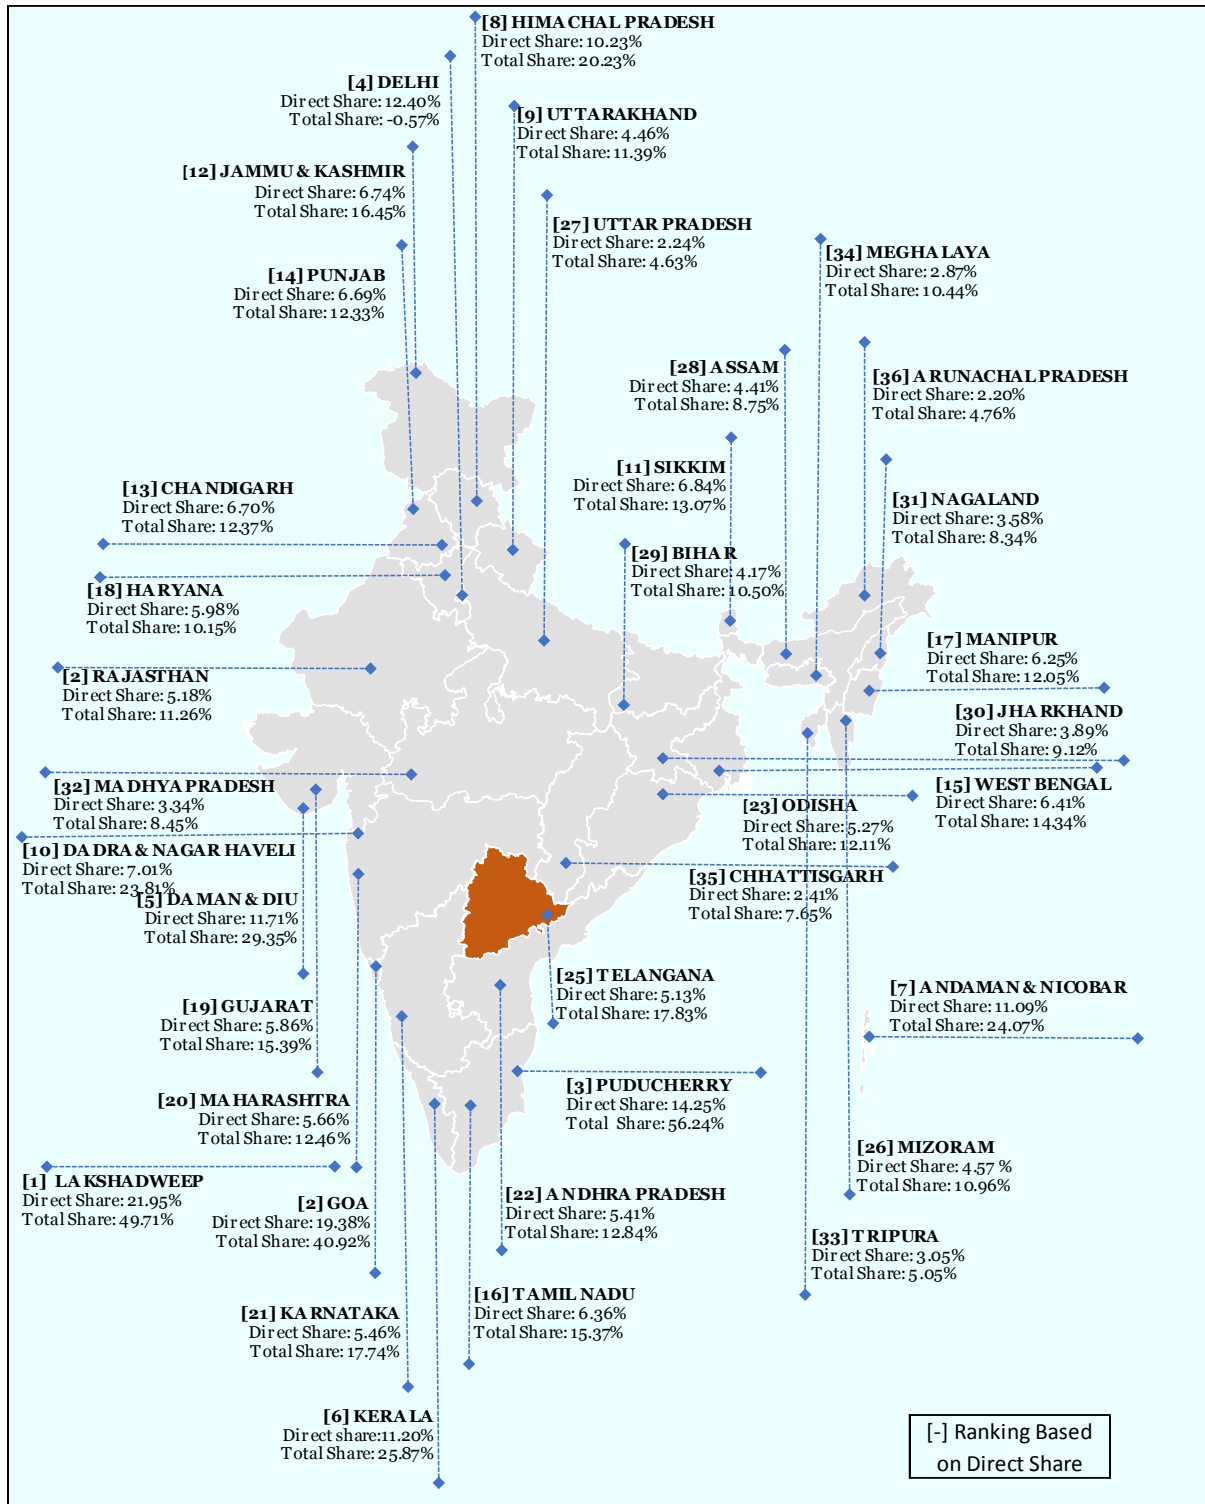 [8] HIMACHAL PRADESH
Direct Share: 10.23%
Total Share: 20.23%
[4] DELHI
Direct Share: 12.40%
Total Share: -0.57%
[9] UTTARAKHAND
Direct Share: 4.46%
Total Share: 11.39%
[12] JAMMU & KASHMIR
Direct Share: 6.74%
Total Share: 16.45%
[27] UTTAR PRADESH
Direct Share: 2.24%
Total Share: 4.63%
[34] MEGHALAYA
Direct Share: 2.87%
Total Share: 10.44%
[14] PUNJAB
Direct Share: 6.69%
Total Share: 12.33%
[28] ASSAM
Direct Share: 4.41%
Total Share: 8.75%
[36] ARUNACHAL PRADESH
Direct Share: 2.20%
Total Share: 4.76%
[11] SIKKIM
Direct Share: 6.84%
Total Share: 13.07%
[13] CHANDIGARH
Direct Share: 6.70%
Total Share: 12.37%
[31] NAGALAND
Direct Share: 3.58%
Total Share: 8.34%
[29] BIHAR
Direct Share: 4.17%
Total Share: 10.50%
[18] HARYANA
Direct Share: 5.98%
Total Share: 10.15%
[17] MANIPUR
Direct Share: 6.25%
Total Share: 12.05%
[2] RAJASTHAN
Direct Share: 5.18%
Total Share: 11.26%
[30] JHARKHAND
Direct Share: 3.89%
Total Share: 9.12%
[32] MADHYA PRADESH
Direct Share: 3.34%
Total Share: 8.45%
[15] WEST BENGAL
Direct Share: 6.41%
Total Share: 14.34%
[23] ODISHA
Direct Share: 5.27%
Total Share: 12.11%
[10] DADRA & NAGAR HAVELI
Direct Share: 7.01%
Total Share: 23.81%
[35] CHHATTISGARH
Direct Share: 2.41%
Total Share: 7.65%
[5] DAMAN & DIU
Direct Share: 11.71%
Total Share: 29.35%
[25] TELANGANA
Direct Share: 5.13%
Total Share: 17.83%
[7] ANDAMAN & NICOBAR
Direct Share: 11.09%
Total Share: 24.07%
[19] GUJARAT
Direct Share: 5.86%
Total Share: 15.39%
[3] PUDUCHERRY
Direct Share: 14.25%
Total Share: 56.24%
[20] MAHARASHTRA
Direct Share: 5.66%
Total Share: 12.46%
[26] MIZORAM
Direct Share: 4.57 %
Total Share: 10.96%
[1] LAKSHADWEEP
Direct Share: 21.95%
Total Share: 49.71%
[2] GOA
Direct Share: 19.38%
Total Share: 40.92%
[22] ANDHRA PRADESH
Direct Share: 5.41%
Total Share: 12.84%
[33] TRIPURA
Direct Share: 3.05%
Total Share: 5.05%
[16] TAMIL NADU
Direct Share: 6.36%
Total Share: 15.37%
[21] KARNATAKA
Direct Share: 5.46%
Total Share: 17.74%
[6] KERALA
Direct share:11.20%
Total Share: 25.87%
[-] Ranking Based
on Direct Share